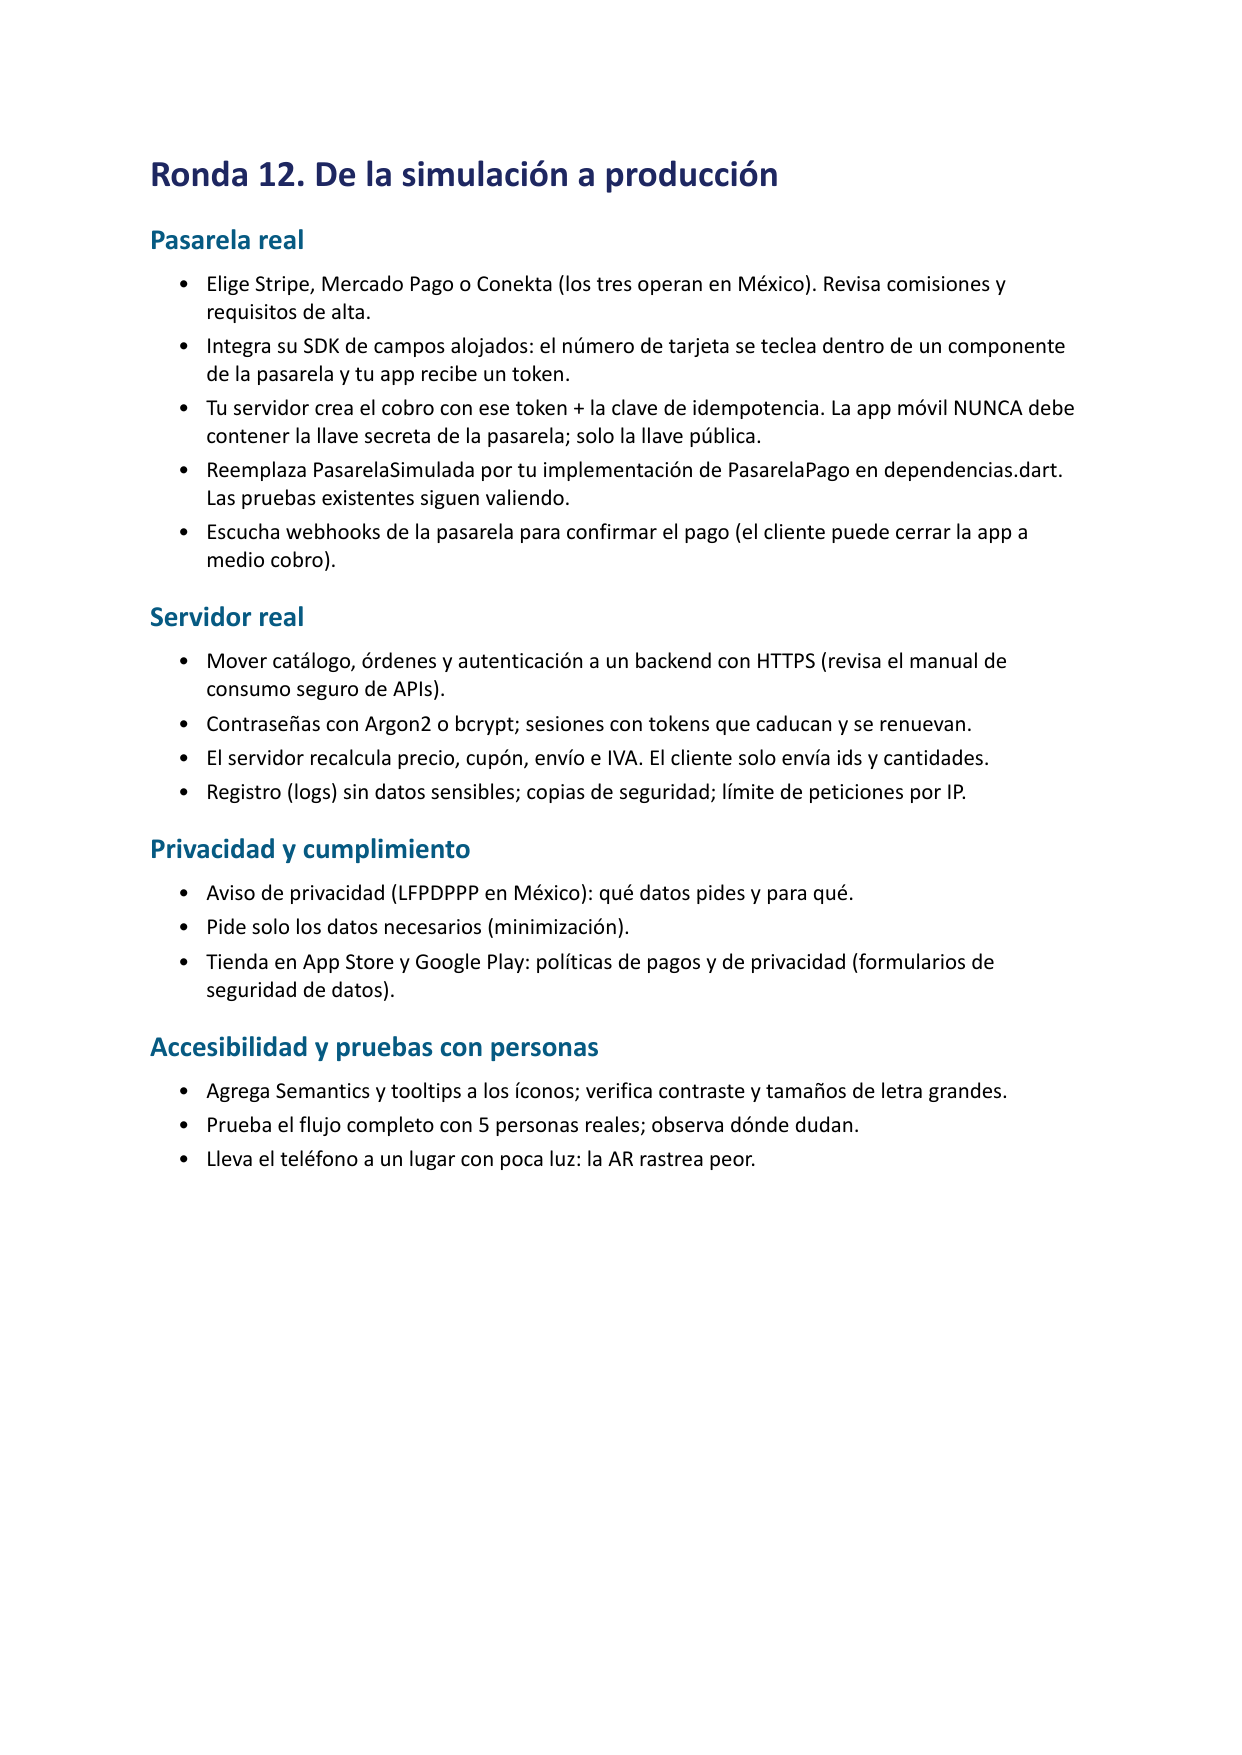 Ronda 12. De la simulación a producción
Pasarela real
• Elige Stripe, Mercado Pago o Conekta (los tres operan en México). Revisa comisiones y
requisitos de alta.
• Integra su SDK de campos alojados: el número de tarjeta se teclea dentro de un componente
de la pasarela y tu app recibe un token.
• Tu servidor crea el cobro con ese token + la clave de idempotencia. La app móvil NUNCA debe
contener la llave secreta de la pasarela; solo la llave pública.
• Reemplaza PasarelaSimulada por tu implementación de PasarelaPago en dependencias.dart.
Las pruebas existentes siguen valiendo.
• Escucha webhooks de la pasarela para confirmar el pago (el cliente puede cerrar la app a
medio cobro).
Servidor real
• Mover catálogo, órdenes y autenticación a un backend con HTTPS (revisa el manual de
consumo seguro de APIs).
• Contraseñas con Argon2 o bcrypt; sesiones con tokens que caducan y se renuevan.
• El servidor recalcula precio, cupón, envío e IVA. El cliente solo envía ids y cantidades.
• Registro (logs) sin datos sensibles; copias de seguridad; límite de peticiones por IP.
Privacidad y cumplimiento
• Aviso de privacidad (LFPDPPP en México): qué datos pides y para qué.
• Pide solo los datos necesarios (minimización).
• Tienda en App Store y Google Play: políticas de pagos y de privacidad (formularios de
seguridad de datos).
Accesibilidad y pruebas con personas
• Agrega Semantics y tooltips a los íconos; verifica contraste y tamaños de letra grandes.
• Prueba el flujo completo con 5 personas reales; observa dónde dudan.
• Lleva el teléfono a un lugar con poca luz: la AR rastrea peor.